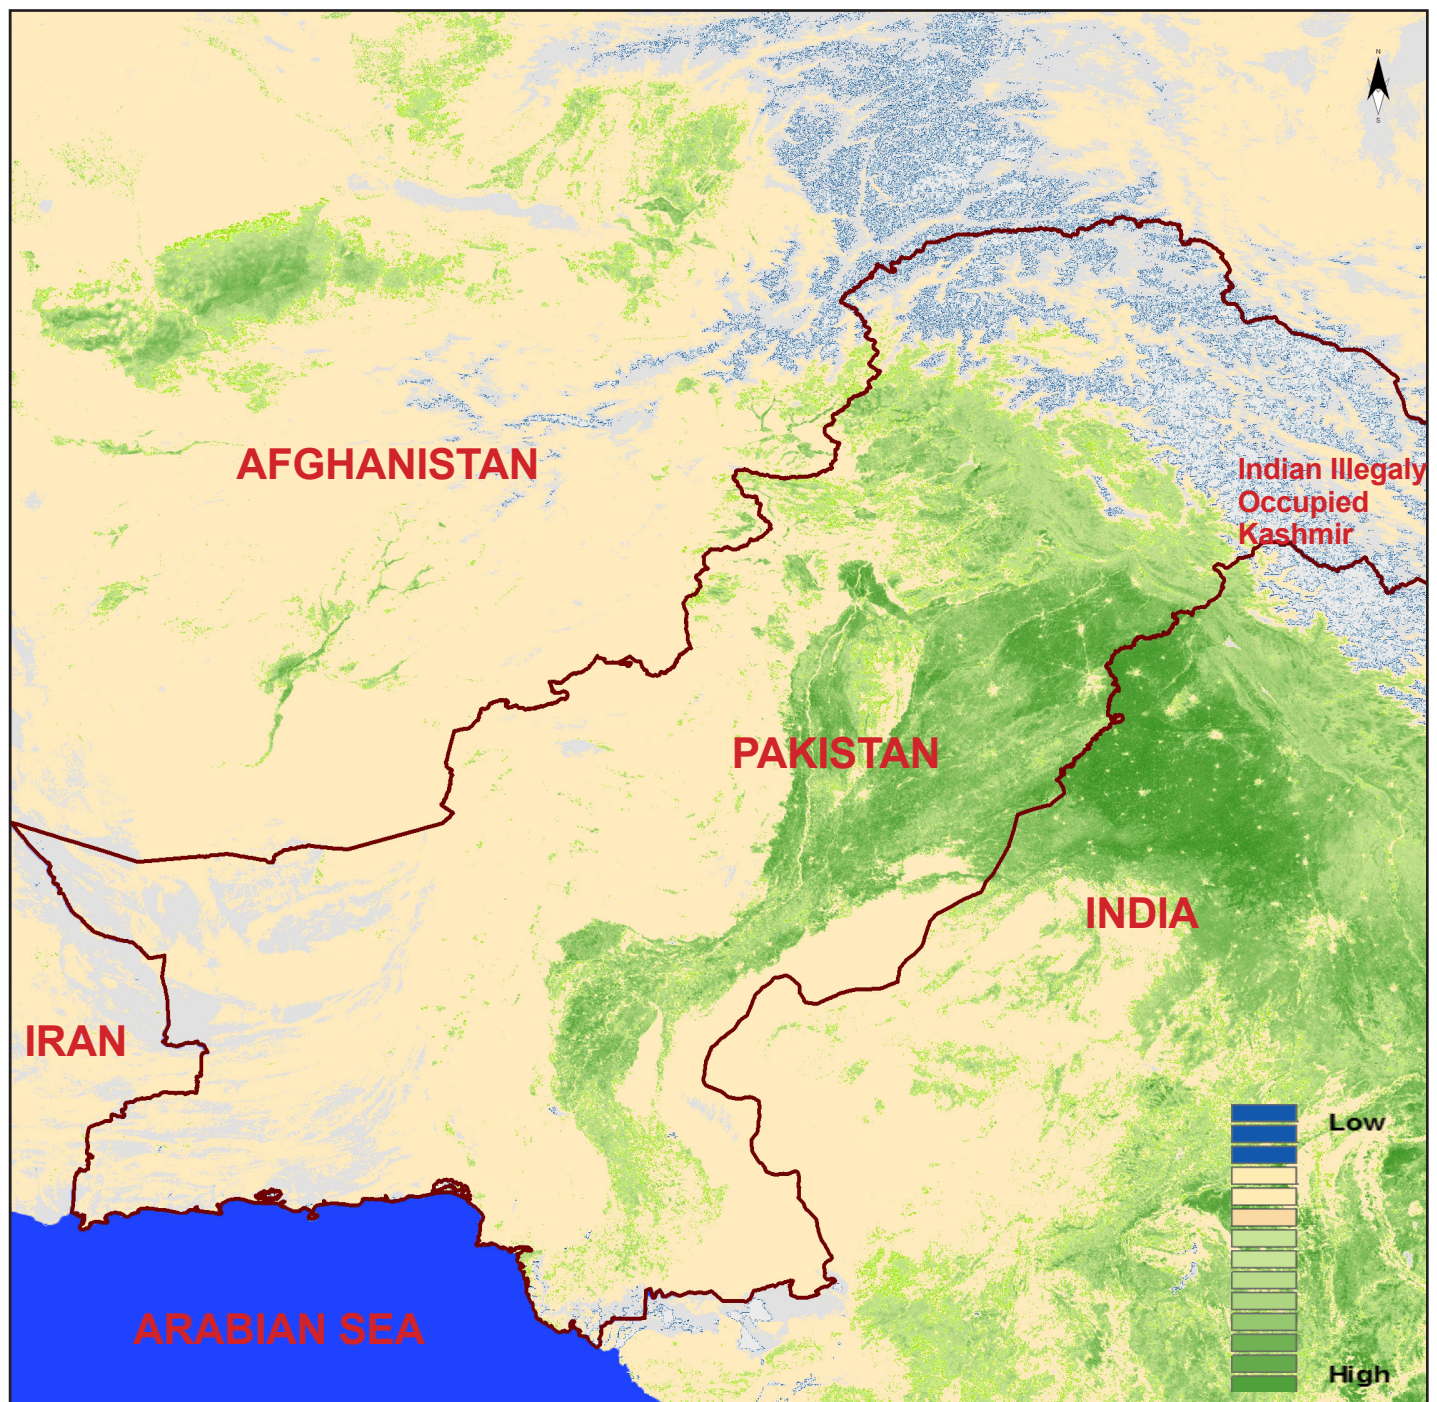 N
S
AFGHANISTAN
Indian Illegaly
Occupied
Kashmir
PAKISTAN
INDIA
IRAN
Low
ARABIAN SEA
High